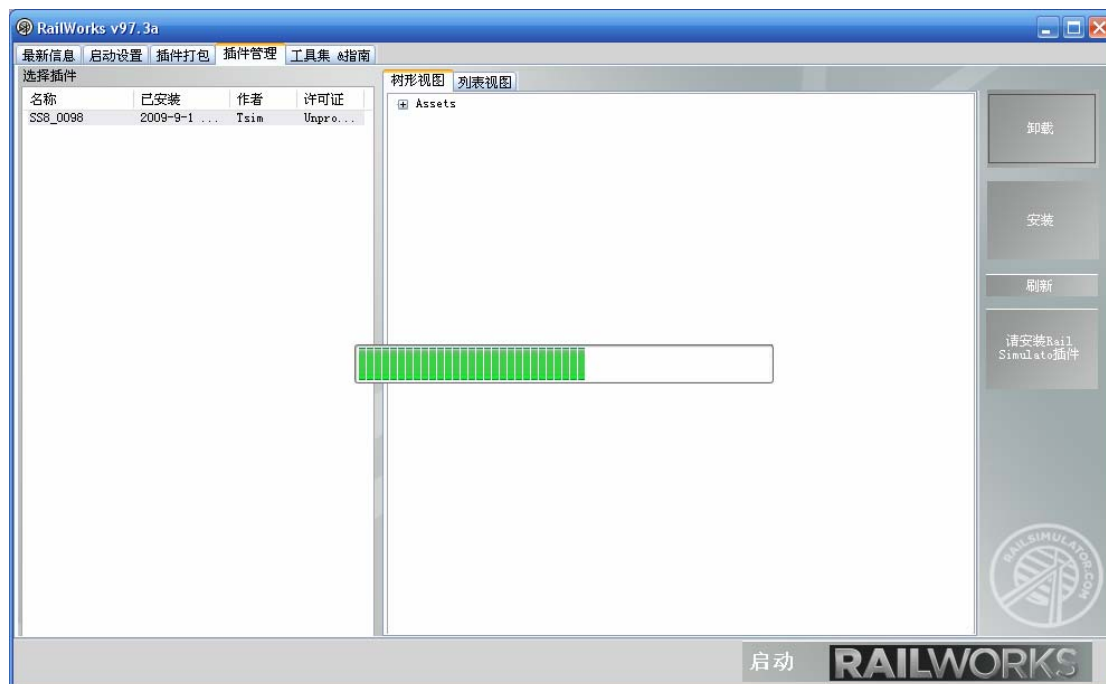 RailWorks v97.3a
最新信息 启动设置 插件打包 插件管理 工具集 &指南
选择插件
名称 已安装 作者 许可证
SS8_0098 2009-9-1 ... Tsim Unpro...
树形视图 列表视图
Assets
卸载
安装
刷新
请安装Rail
Simulato插件
RAILSIMULATOR.COM
启动 RAILWORKS